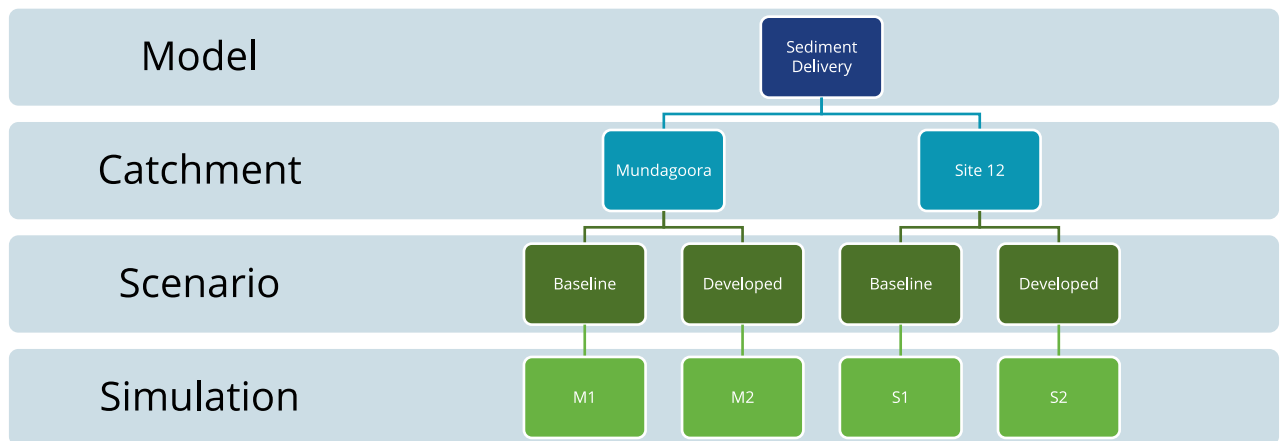 Model
Sediment
Delivery
Catchment
Mundagoora
Site 12
Scenario
Baseline
Developed
Baseline
Developed
Simulation
M1
M2
S1
S2